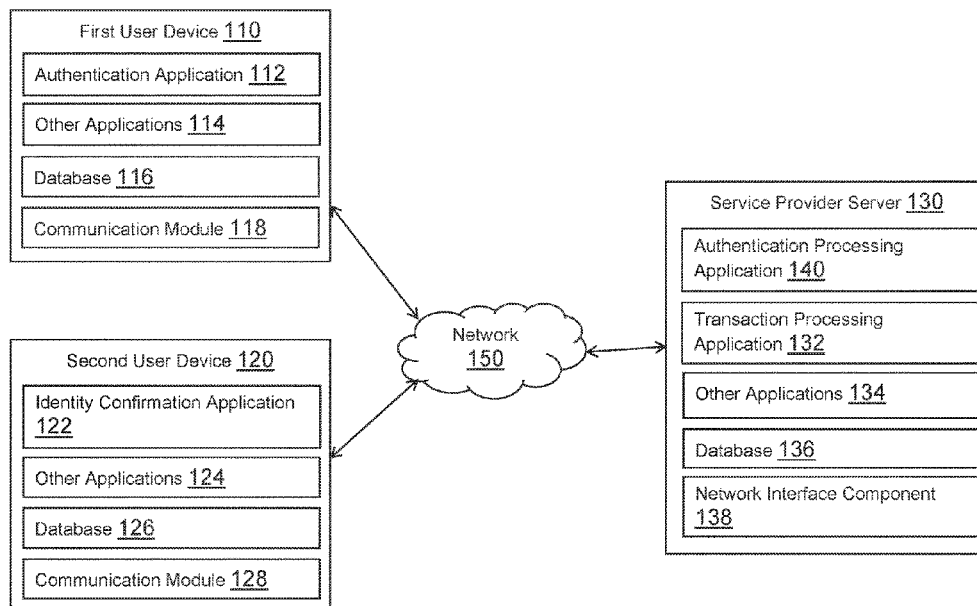 First User Device 110
Authentication Application 112
Other Applications 114
Database 116
Communication Module 118
Second User Device 120
Identity Confirmation Application
122
Other Applications 124
Database 126
Communication Module 128
Network
150
Service Provider Server 130
Authentication Processing
Application 140
Transaction Processing
Application 132
Other Applications 134
Database 136
Network Interface Component
138